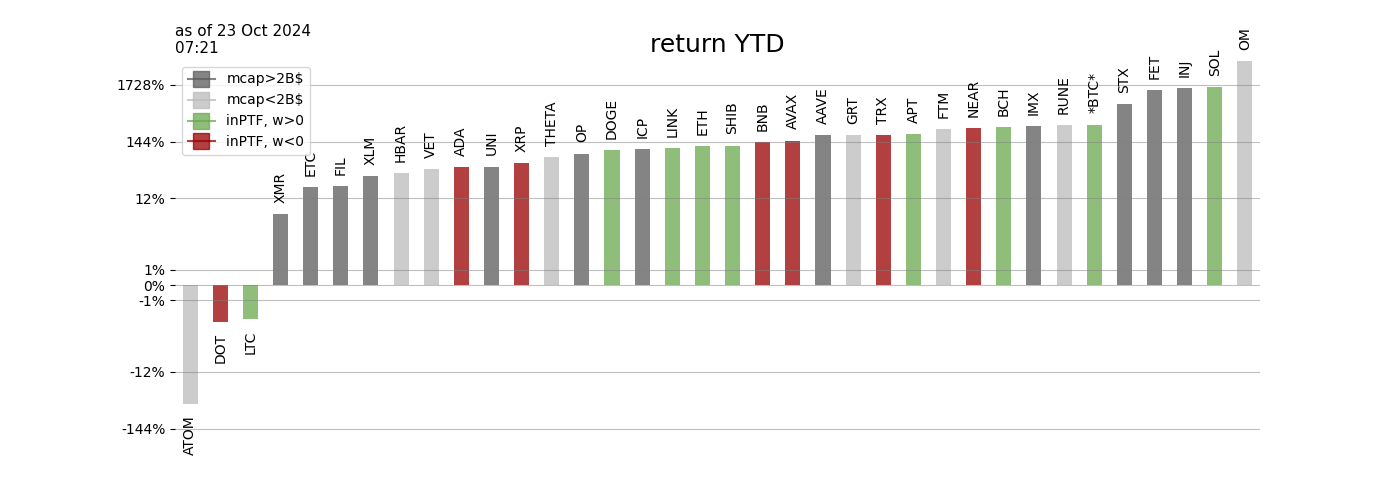 as of 23 Oct 2024
07:21
return YTD
mcap>2B$
mcap<2B$
inPTF, w>0
inPTF, w<0
1728%
144%
12%
1%
0%
-1%
-12%
-144%
ATOM
DOT
LTC
XMR
ETC
FIL
XLM
HBAR
VET
ADA
UNI
XRP
THETA
OP
DOGE
ICP
LINK
ETH
SHIB
BNB
AVAX
AAVE
GRT
TRX
APT
FTM
NEAR
BCH
IMX
RUNE
*BTC*
STX
FET
INJ
SOL
OM